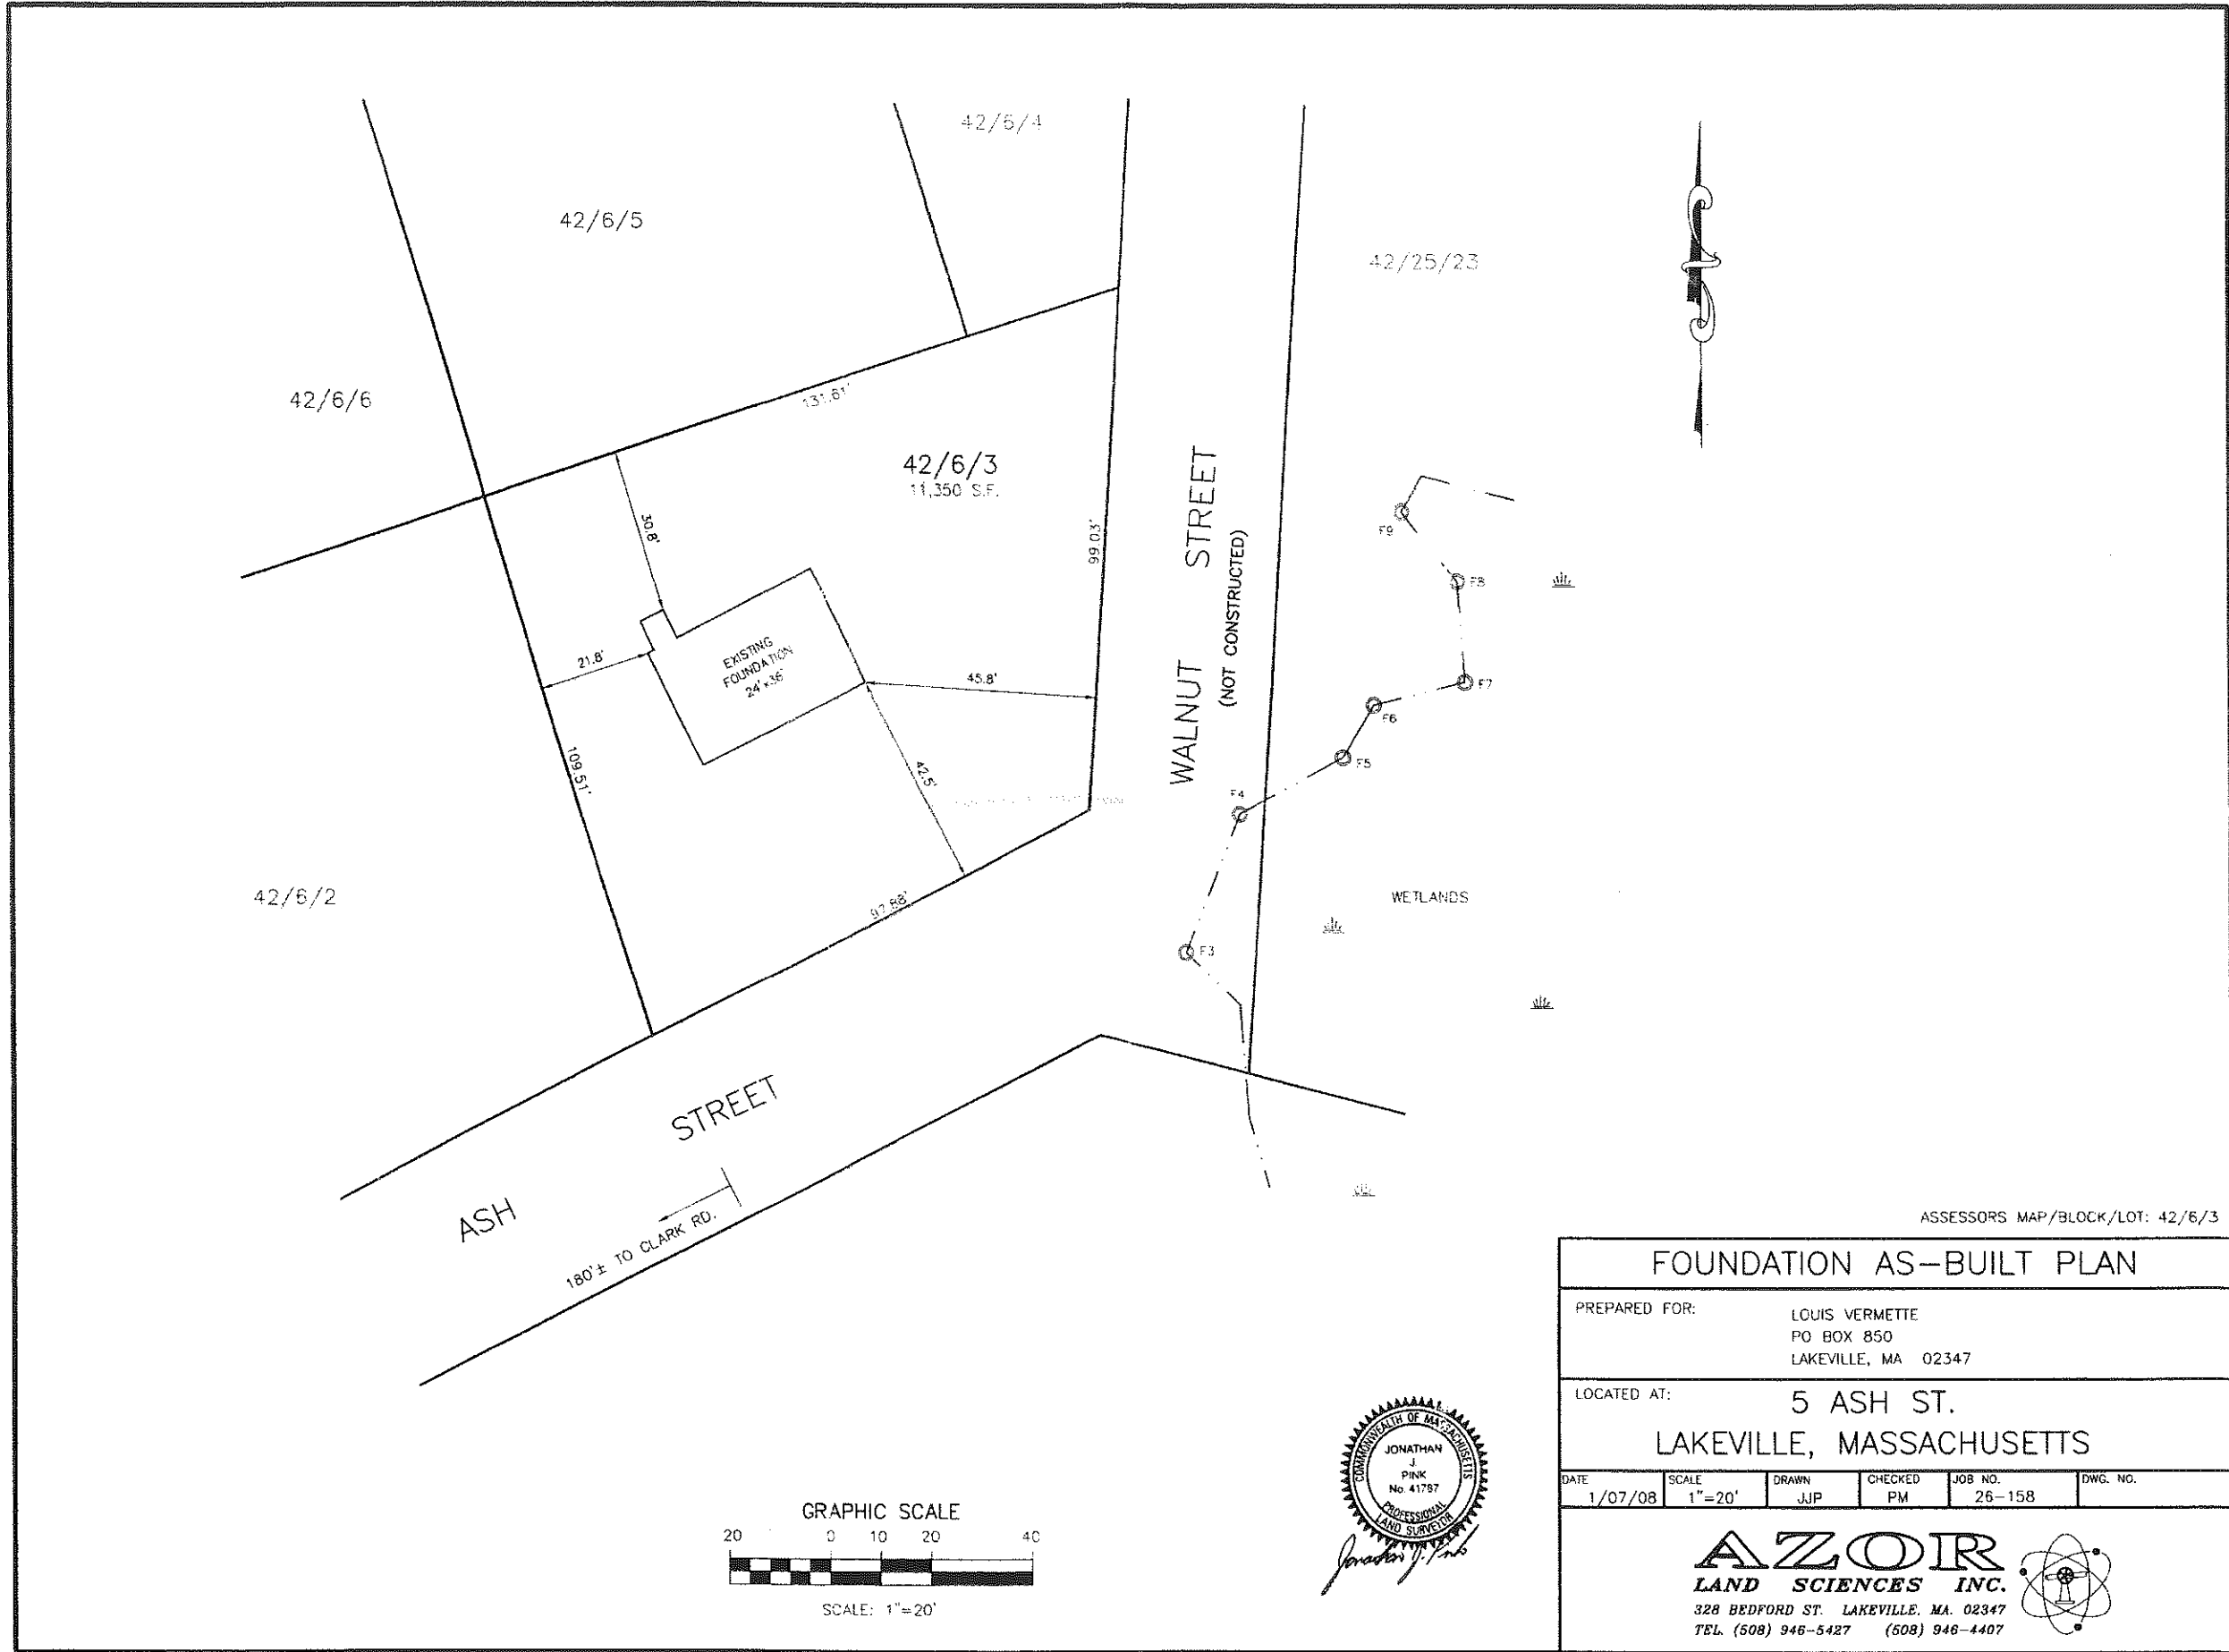 42/6/4
42/6/5
42/25/23
42/6/6
131.61'
42/6/3
11,350 S.F.
30.8'
99.03'
WALNUT STREET
(NOT CONSTRUCTED)
F9
F8
EXISTING
FOUNDATION
24'x36'
21.8'
45.8'
F7
F6
109.51'
42.5'
F5
F4
42/6/2
97.88'
WETLANDS
F3
ASH STREET
180'± TO CLARK RD.
ASSESSORS MAP/BLOCK/LOT: 42/6/3
FOUNDATION AS-BUILT PLAN
PREPARED FOR:
LOUIS VERMETTE
PO BOX 850
LAKEVILLE, MA 02347
LOCATED AT:
5 ASH ST.
LAKEVILLE, MASSACHUSETTS
DATE SCALE DRAWN CHECKED JOB NO. DWG. NO.
1/07/08 1"=20' JJP PM 26-158
AZOR
LAND SCIENCES INC.
328 BEDFORD ST. LAKEVILLE, MA. 02347
TEL. (508) 946-5427 (508) 946-4407
COMMONWEALTH OF MASSACHUSETTS
JONATHAN
J.
PINK
No. 41787
PROFESSIONAL
LAND SURVEYOR
Jonathan J. Pink
GRAPHIC SCALE
20 0 10 20 40
SCALE: 1"=20'